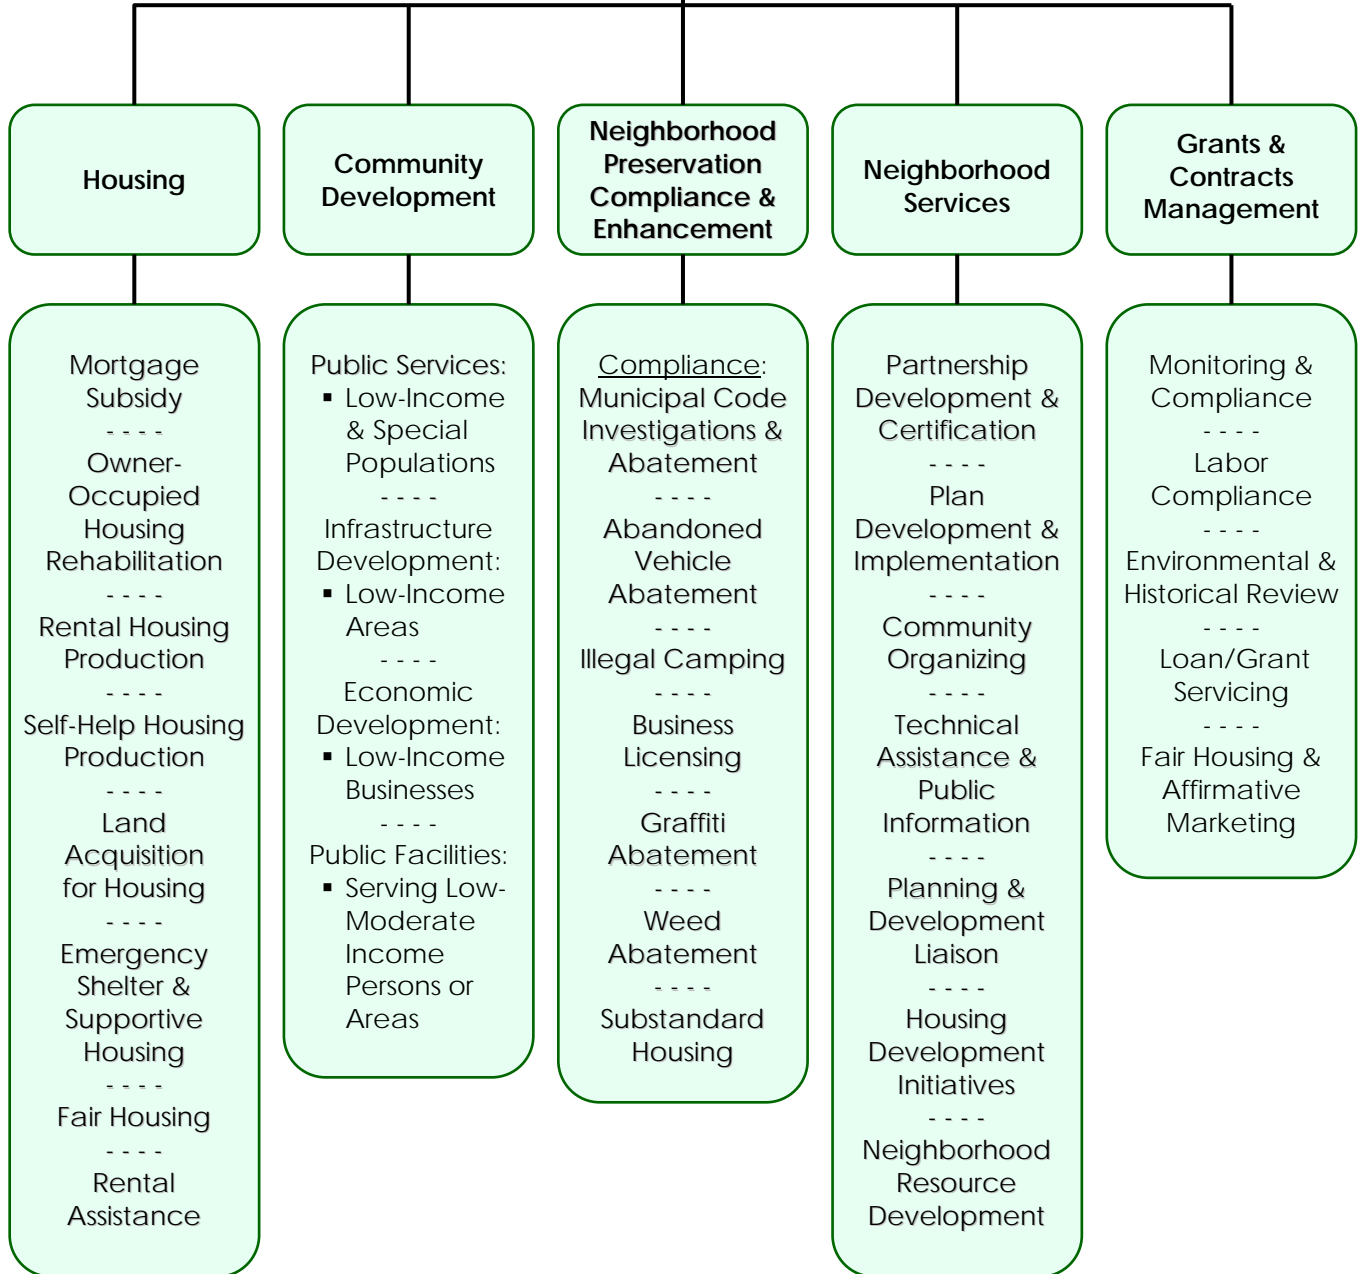 Housing
Community
Development
Neighborhood
Preservation
Compliance &
Enhancement
Neighborhood
Services
Grants &
Contracts
Management
Mortgage
Subsidy
- - - -
Owner-
Occupied
Housing
Rehabilitation
- - - -
Rental Housing
Production
- - - -
Self-Help Housing
Production
- - - -
Land
Acquisition
for Housing
- - - -
Emergency
Shelter &
Supportive
Housing
- - - -
Fair Housing
- - - -
Rental
Assistance
Public Services:
▪ Low-Income
& Special
Populations
- - - -
Infrastructure
Development:
▪ Low-Income
Areas
- - - -
Economic
Development:
▪ Low-Income
Businesses
- - - -
Public Facilities:
▪ Serving Low-
Moderate
Income
Persons or
Areas
Compliance:
Municipal Code
Investigations &
Abatement
- - - -
Abandoned
Vehicle
Abatement
- - - -
Illegal Camping
- - - -
Business
Licensing
- - - -
Graffiti
Abatement
- - - -
Weed
Abatement
- - - -
Substandard
Housing
Partnership
Development &
Certification
- - - -
Plan
Development &
Implementation
- - - -
Community
Organizing
- - - -
Technical
Assistance &
Public
Information
- - - -
Planning &
Development
Liaison
- - - -
Housing
Development
Initiatives
- - - -
Neighborhood
Resource
Development
Monitoring &
Compliance
- - - -
Labor
Compliance
- - - -
Environmental &
Historical Review
- - - -
Loan/Grant
Servicing
- - - -
Fair Housing &
Affirmative
Marketing